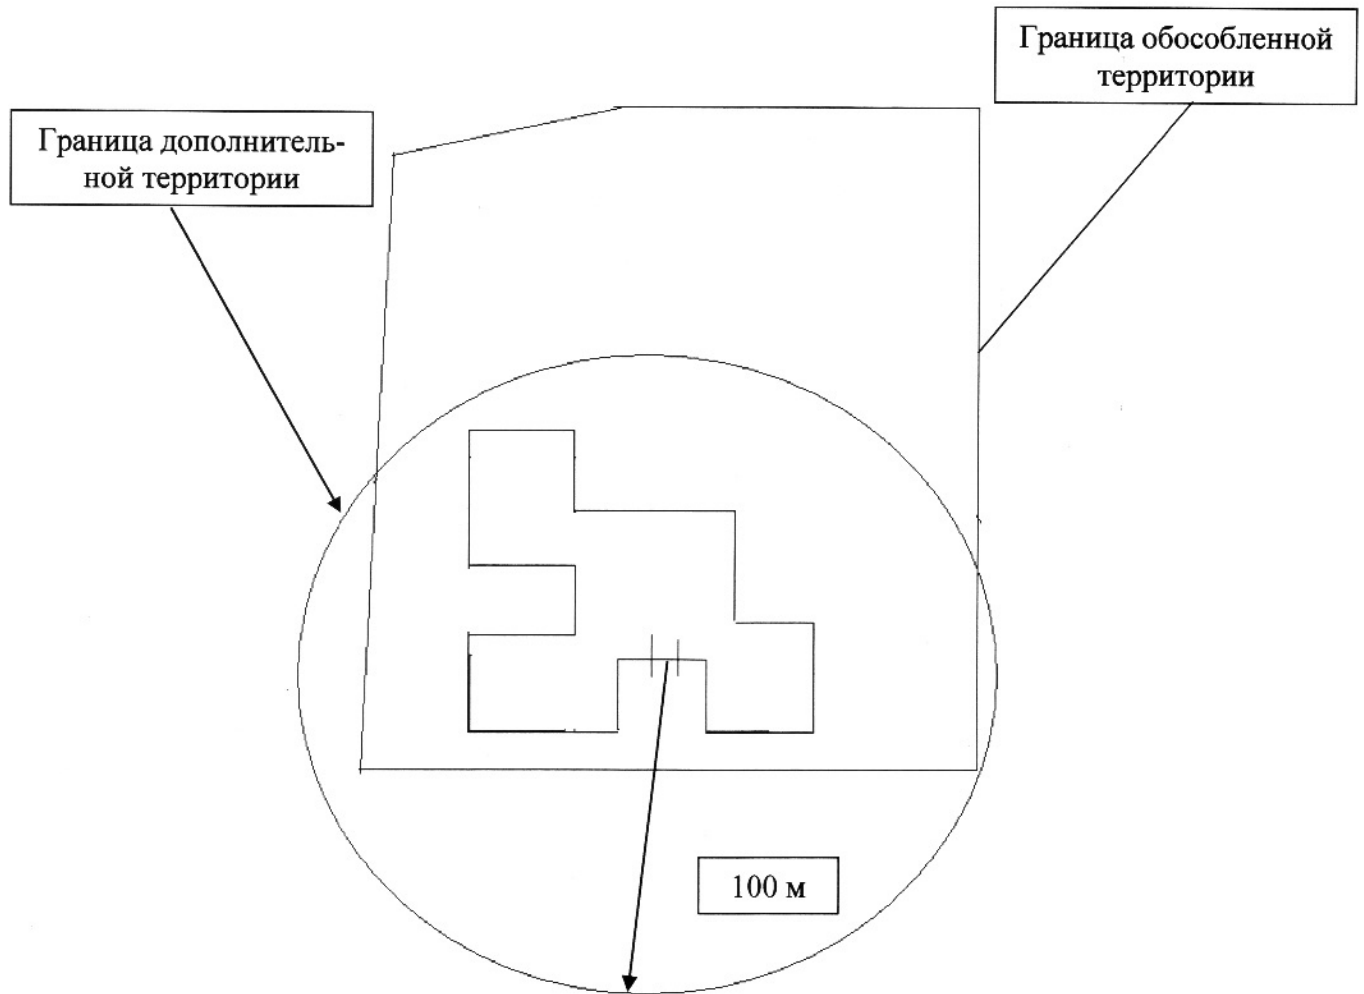 Граница обособленной
территории
Граница дополнитель-
ной территории
100 м